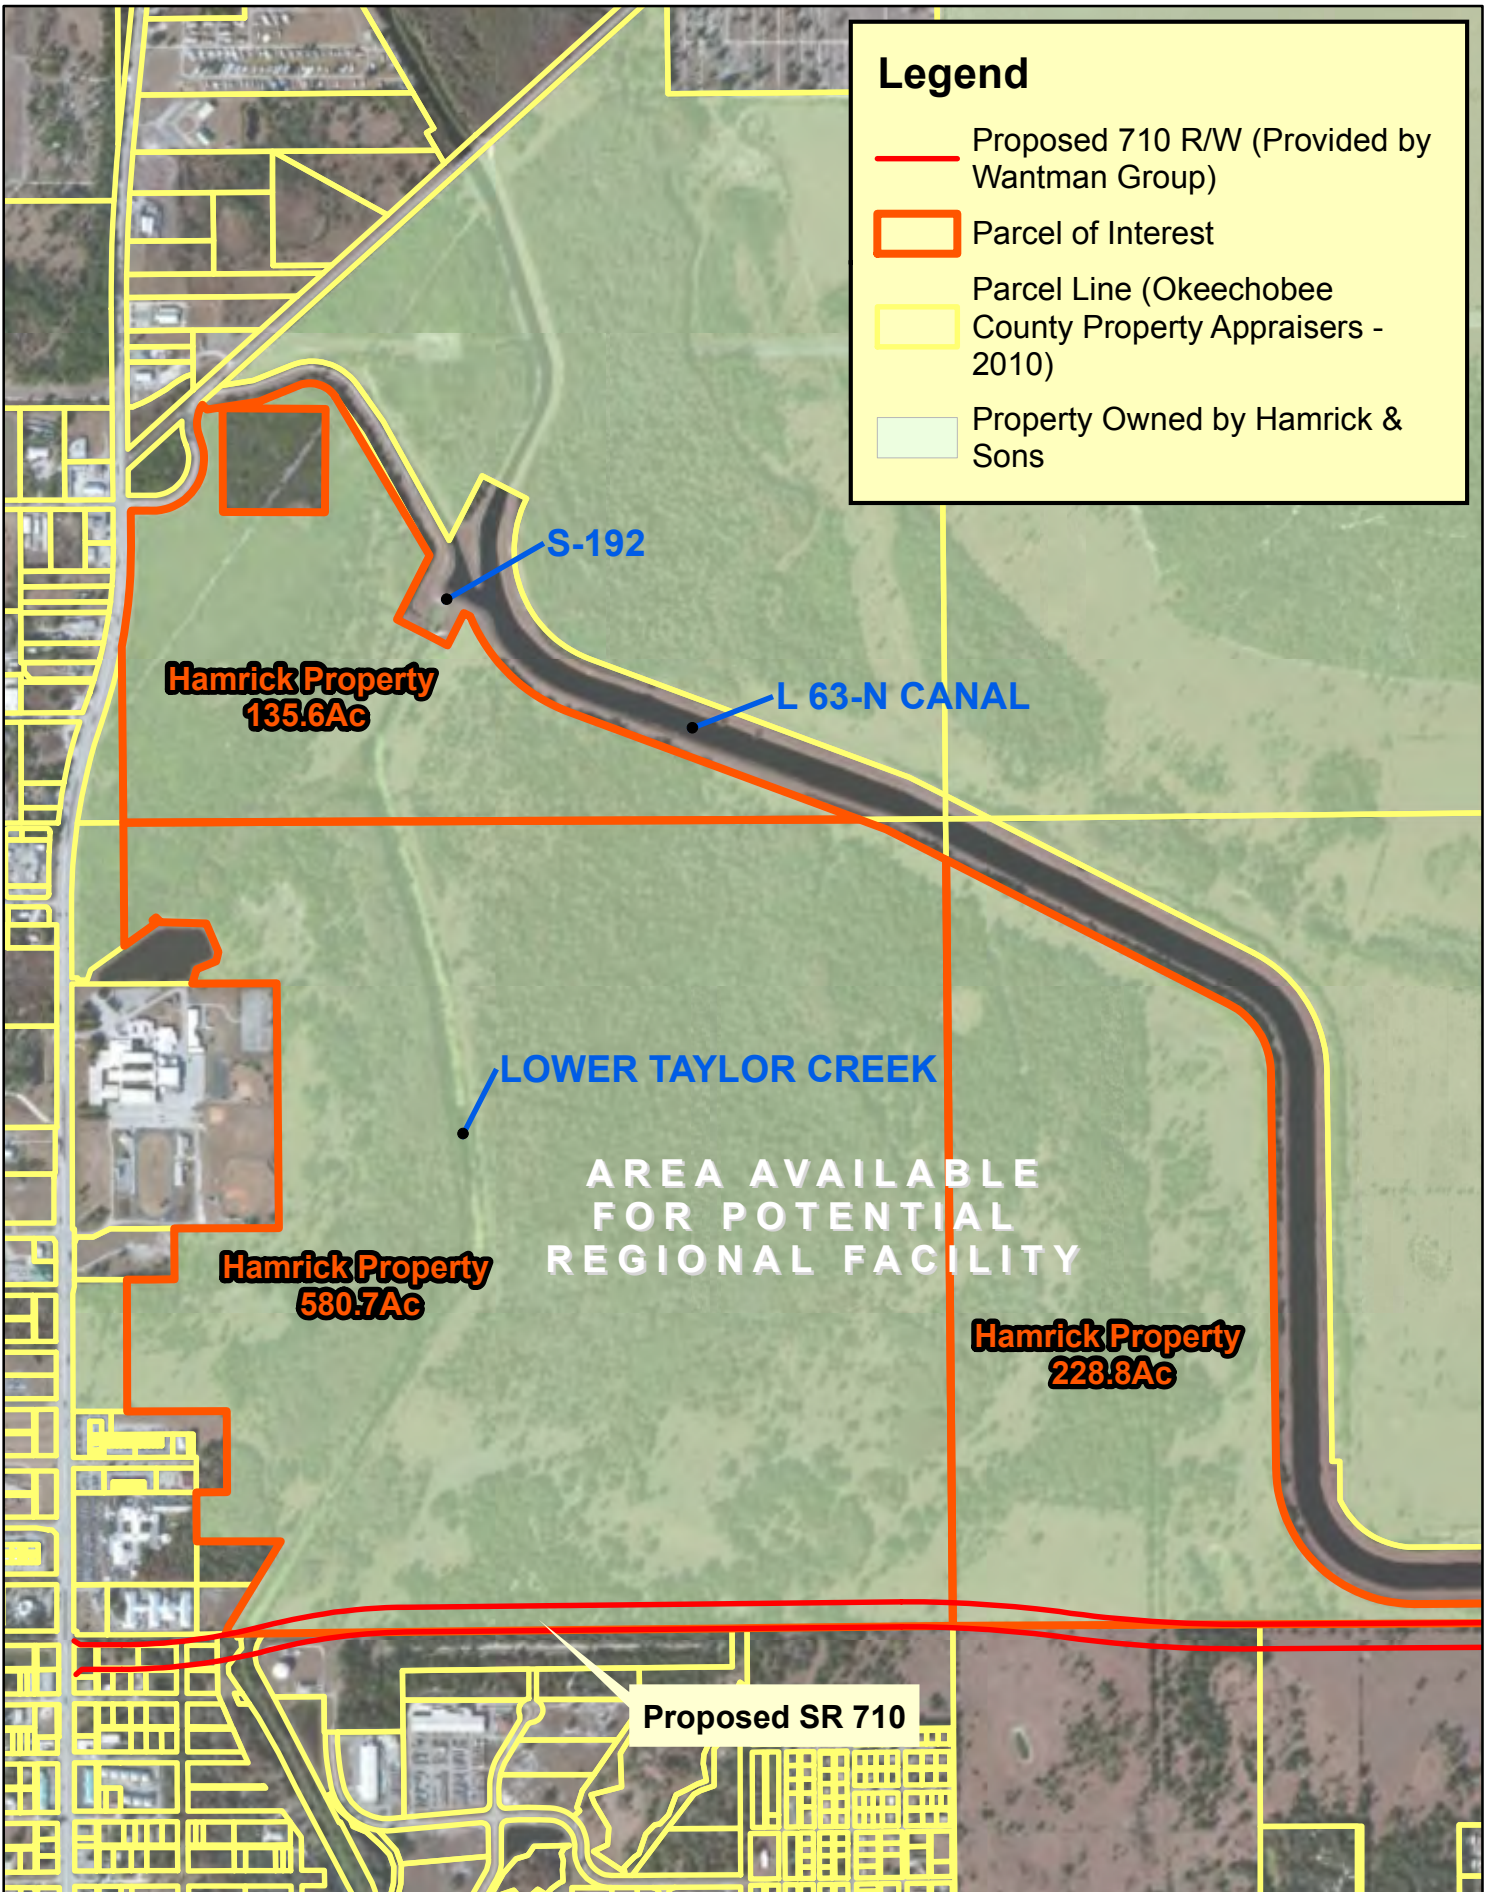 Legend
Proposed 710 R/W (Provided by
Wantman Group)
Parcel of Interest
Parcel Line (Okeechobee
County Property Appraisers -
2010)
Property Owned by Hamrick &
Sons
S-192
Hamrick Property
135.6Ac
L 63-N CANAL
LOWER TAYLOR CREEK
AREA AVAILABLE
FOR POTENTIAL
REGIONAL FACILITY
Hamrick Property
580.7Ac
Hamrick Property
228.8Ac
Proposed SR 710